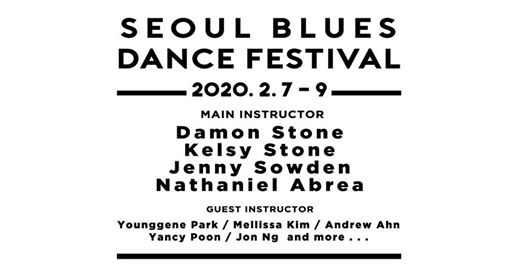 SEOUL BLUES
DANCE FESTIVAL
2020. 2. 7 – 9
MAIN INSTRUCTOR
Damon Stone
Kelsy Stone
Jenny Sowden
Nathaniel Abrea
GUEST INSTRUCTOR
Younggene Park / Mellissa Kim / Andrew Ahn
Yancy Poon / Jon Ng and more . . .